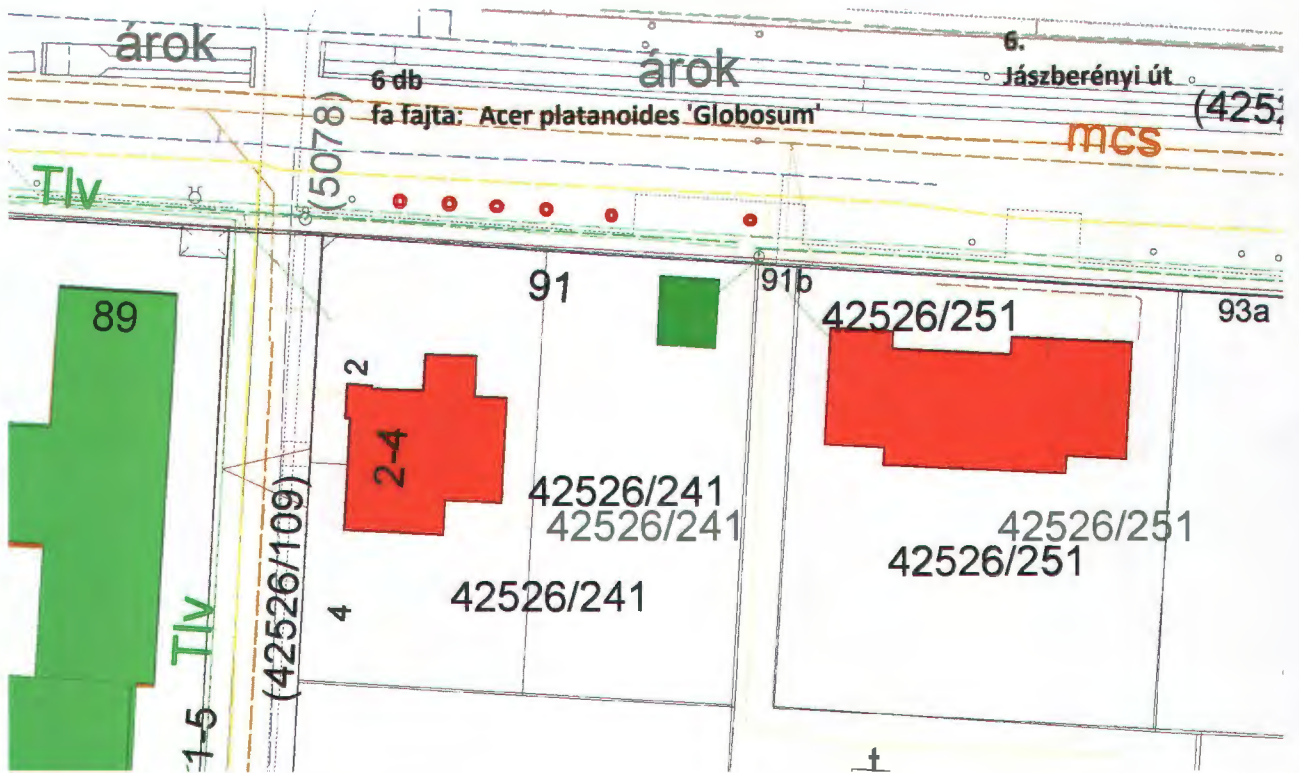 árok
árok
6.
Jászberényi út
6 db
fa fajta: Acer platanoides 'Globosum'
(5078)
mcs
Tlv
91
91b
89
42526/251
93a
2
2-4
42526/241
42526/241
42526/251
42526/251
(42526/109)
42526/241
4
Tlv
1-5
t